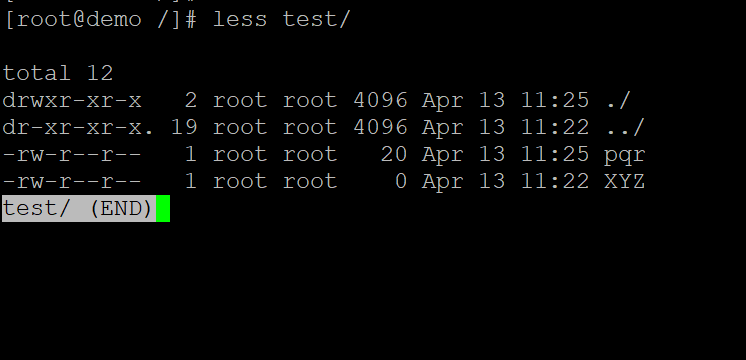 [root@demo /]# less test/
total 12
drwxr-xr-x   2 root root 4096 Apr 13 11:25 ./
dr-xr-xr-x. 19 root root 4096 Apr 13 11:22 ../
-rw-r--r--   1 root root   20 Apr 13 11:25 pqr
-rw-r--r--   1 root root    0 Apr 13 11:22 XYZ
test/ (END)